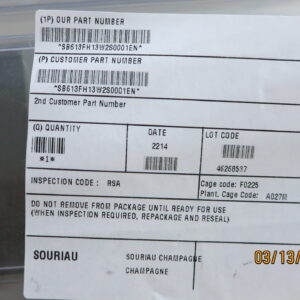 (1P) OUR PART NUMBER
*SB613FH13W2S0001EN*
(P) CUSTOMER PART NUMBER
*SB613FH13W2S0001EN*
2nd Customer Part Number
(Q) QUANTITY
*1*
DATE
2214
LOT CODE
46268537
INSPECTION CODE : RSA
Cage code: F0225
Plant. Cage Code: A027M
DO NOT REMOVE FROM PACKAGE UNTIL READY FOR USE
(WHEN INSPECTION REQUIRED, REPACKAGE AND RESEAL)
SOURIAU
SOURIAU CHAMPAGNE
CHAMPAGNE
03/13/